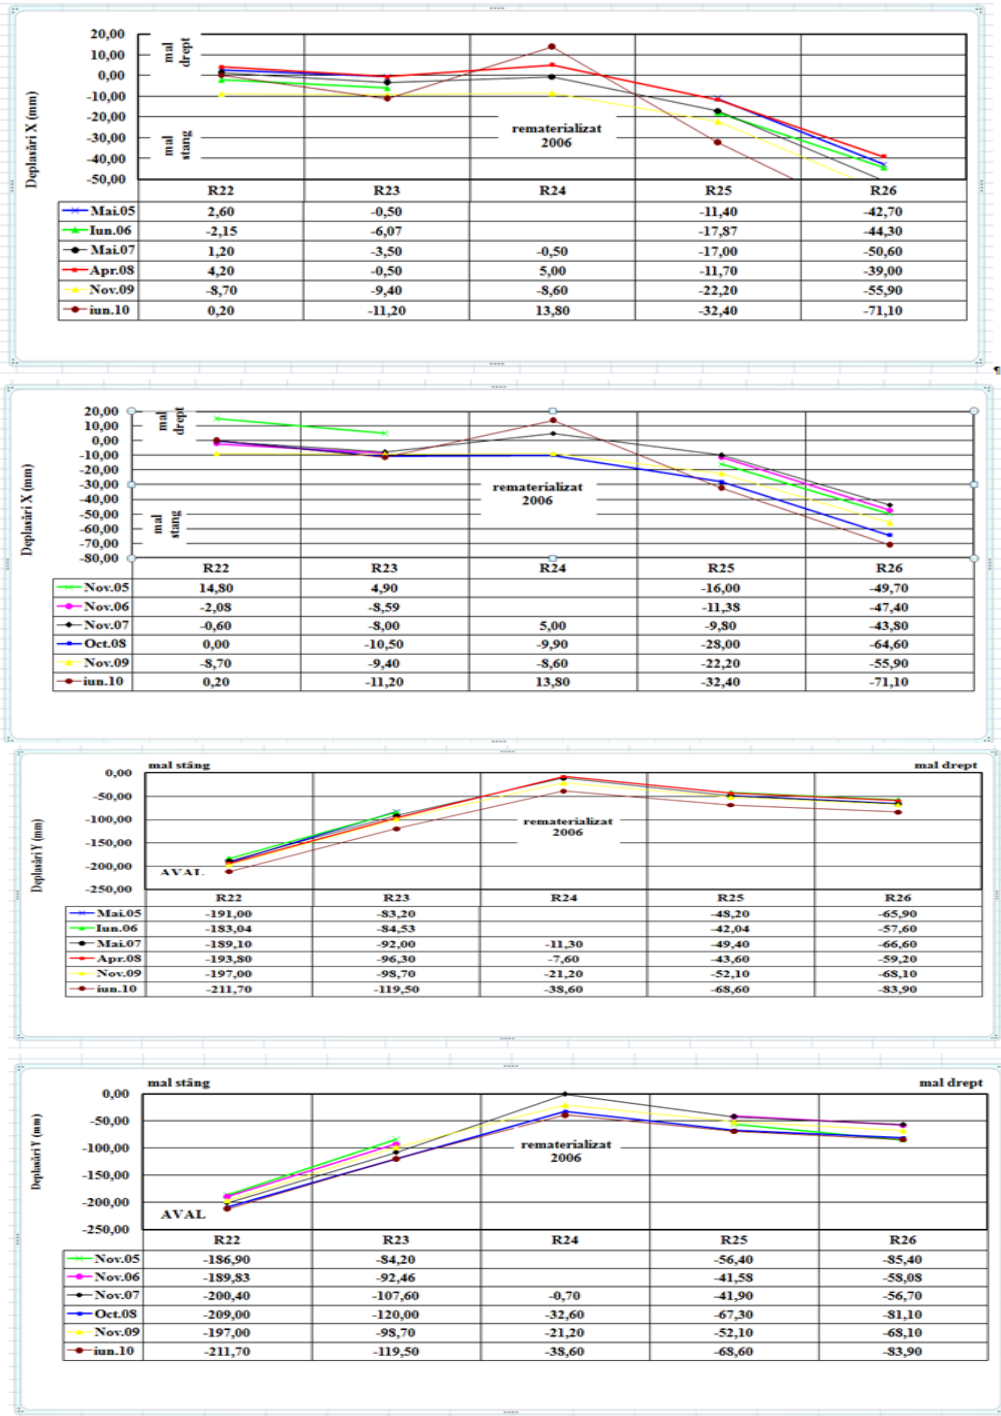 20,00
10,00
0,00
-10,00
-20,00
-30,00
-40,00
-50,00
Deplasări X (mm)
mal drept
mal stang
rematerializat
2006
R22 R23 R24 R25 R26
Mai.05 2,60 -0,50 -11,40 -42,70
Iun.06 -2,15 -6,07 -17,87 -44,30
Mai.07 1,20 -3,50 -0,50 -17,00 -50,60
Apr.08 4,20 -0,50 5,00 -11,70 -39,00
Nov.09 -8,70 -9,40 -8,60 -22,20 -55,90
iun.10 0,20 -11,20 13,80 -32,40 -71,10
¶
20,00
10,00
0,00
-10,00
-20,00
-30,00
-40,00
-50,00
-60,00
-70,00
-80,00
Deplasări X (mm)
mal drept
mal stang
rematerializat
2006
R22 R23 R24 R25 R26
Nov.05 14,80 4,90 -16,00 -49,70
Nov.06 -2,08 -8,59 -11,38 -47,40
Nov.07 -0,60 -8,00 5,00 -9,80 -43,80
Oct.08 0,00 -10,50 -9,90 -28,00 -64,60
Nov.09 -8,70 -9,40 -8,60 -22,20 -55,90
iun.10 0,20 -11,20 13,80 -32,40 -71,10
mal stâng mal drept
0,00
-50,00
-100,00
-150,00
-200,00
-250,00
Deplasări Y (mm)
rematerializat
2006
AVAL
R22 R23 R24 R25 R26
Mai.05 -191,00 -83,20 -48,20 -65,90
Iun.06 -183,04 -84,53 -42,04 -57,60
Mai.07 -189,10 -92,00 -11,30 -49,40 -66,60
Apr.08 -193,80 -96,30 -7,60 -43,60 -59,20
Nov.09 -197,00 -98,70 -21,20 -52,10 -68,10
iun.10 -211,70 -119,50 -38,60 -68,60 -83,90
mal stâng mal drept
0,00
-50,00
-100,00
-150,00
-200,00
-250,00
Deplasări Y (mm)
rematerializat
2006
AVAL
R22 R23 R24 R25 R26
Nov.05 -186,90 -84,20 -56,40 -85,40
Nov.06 -189,83 -92,46 -41,58 -58,08
Nov.07 -200,40 -107,60 -0,70 -41,90 -56,70
Oct.08 -209,00 -120,00 -32,60 -67,30 -81,10
Nov.09 -197,00 -98,70 -21,20 -52,10 -68,10
iun.10 -211,70 -119,50 -38,60 -68,60 -83,90